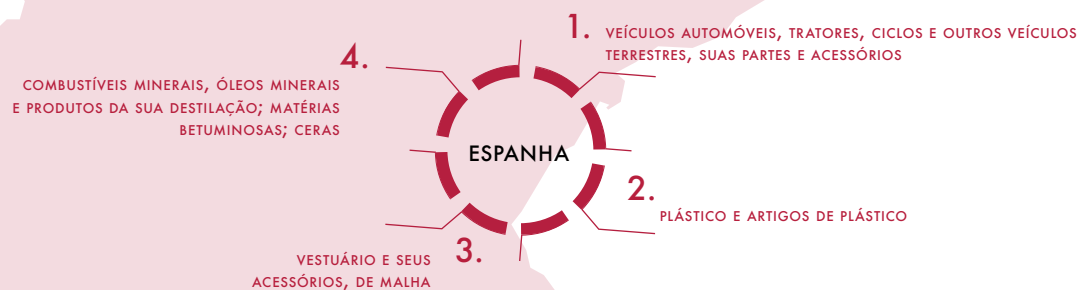 1. VEÍCULOS AUTOMÓVEIS, TRATORES, CICLOS E OUTROS VEÍCULOS
TERRESTRES, SUAS PARTES E ACESSÓRIOS
4.
COMBUSTÍVEIS MINERAIS, ÓLEOS MINERAIS
E PRODUTOS DA SUA DESTILAÇÃO; MATÉRIAS
BETUMINOSAS; CERAS
ESPANHA
2.
PLÁSTICO E ARTIGOS DE PLÁSTICO
3.
VESTUÁRIO E SEUS
ACESSÓRIOS, DE MALHA